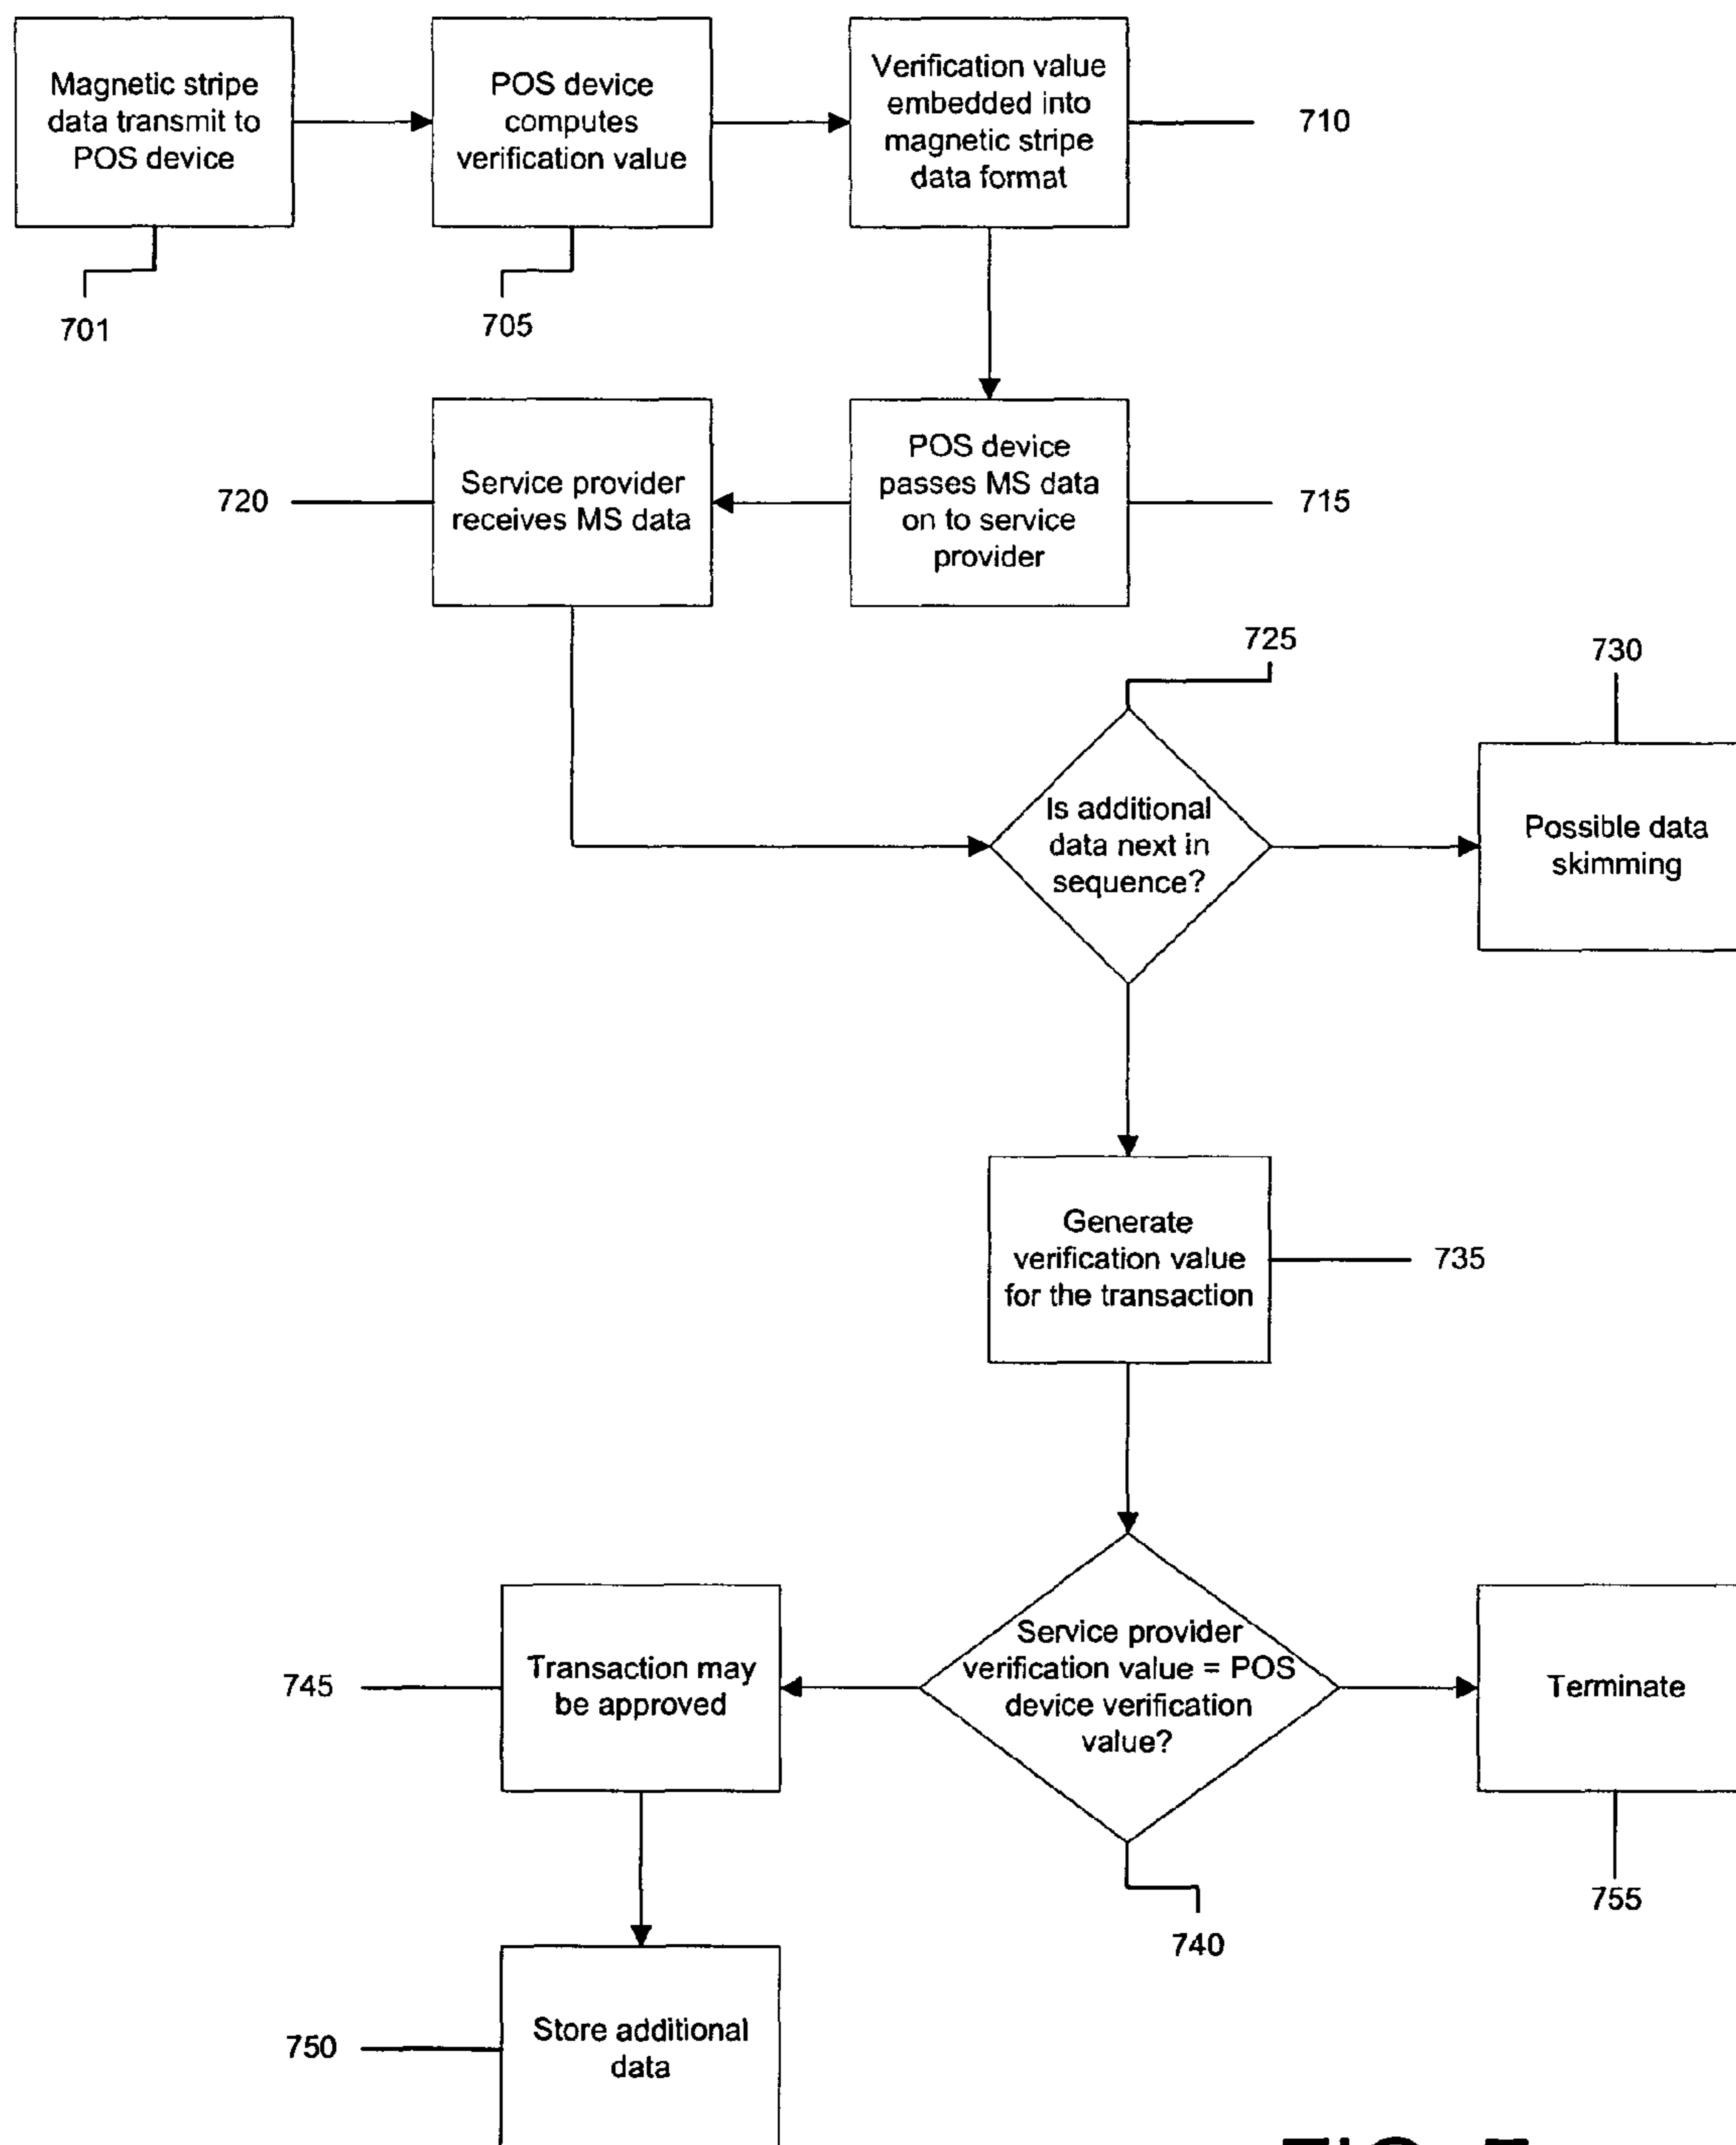 Magnetic stripe
data transmit to
POS device
701
POS device
computes
verification value
705
Verification value
embedded into
magnetic stripe
data format
710
POS device
passes MS data
on to service
provider
715
Service provider
receives MS data
720
725
Is additional
data next in
sequence?
730
Possible data
skimming
Generate
verification value
for the transaction
735
Service provider
verification value = POS
device verification
value?
740
Transaction may
be approved
745
Terminate
755
Store additional
data
750